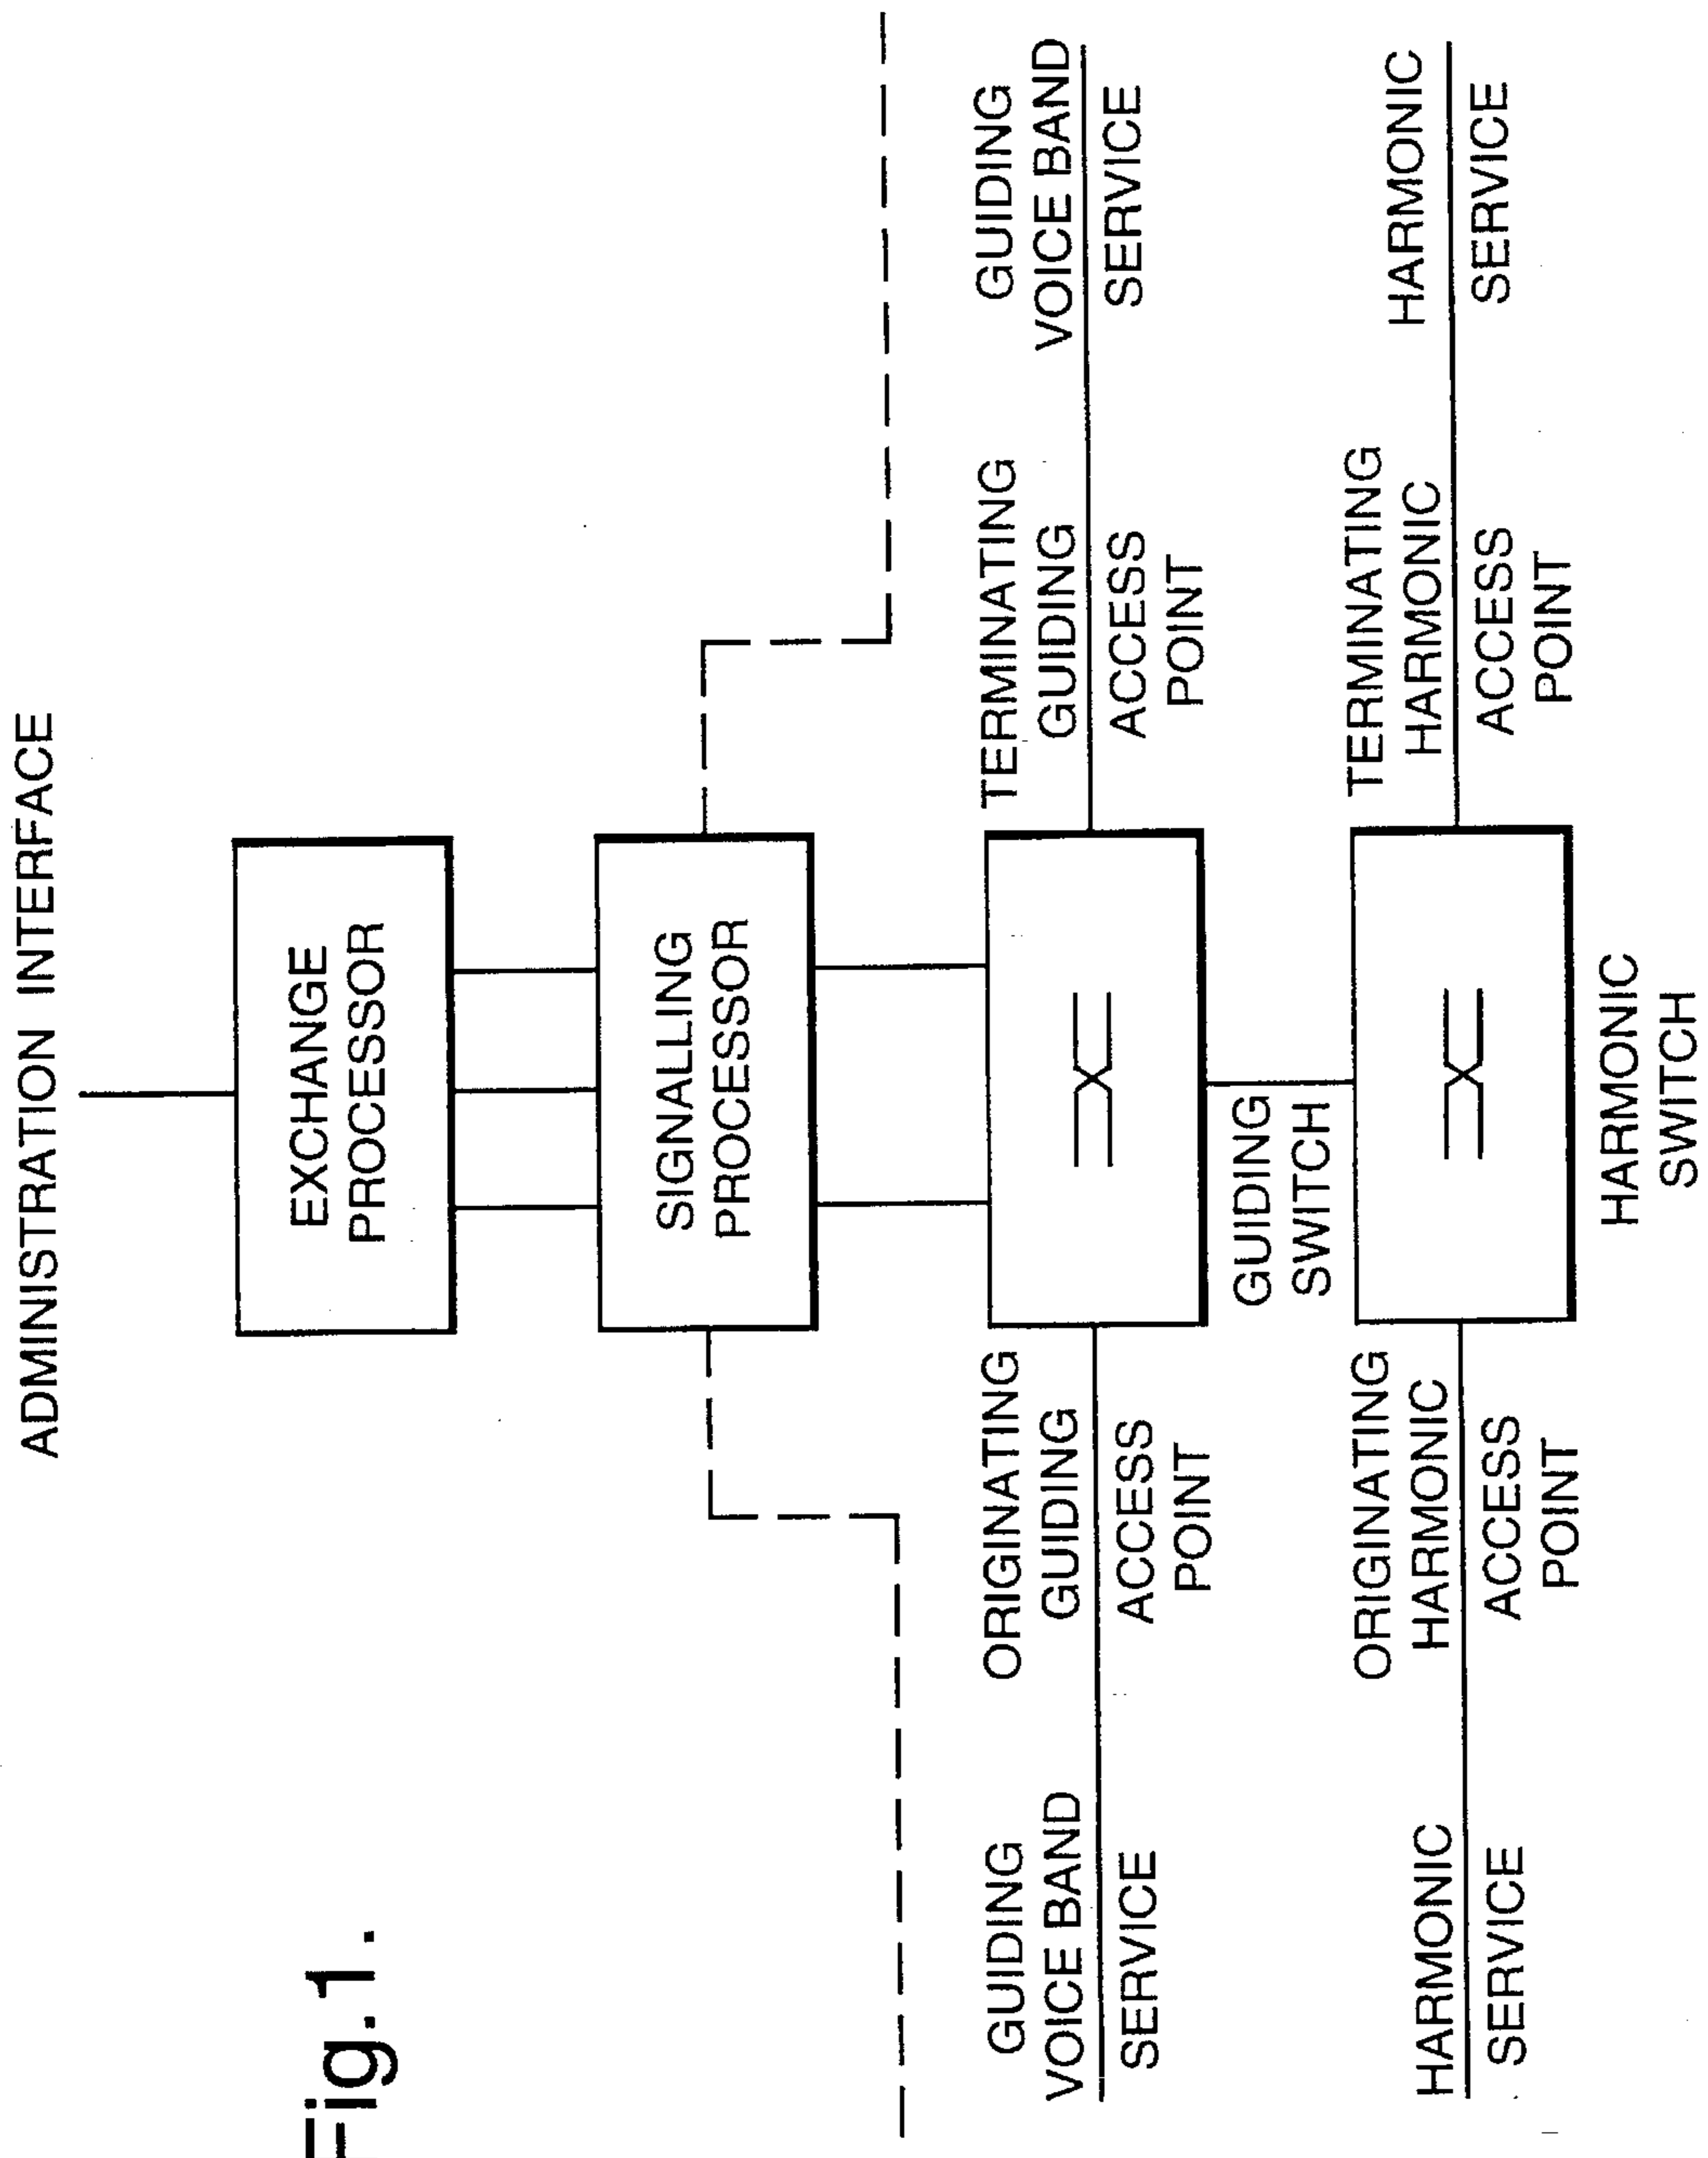 Fig.1.
ADMINISTRATION INTERFACE
EXCHANGE
PROCESSOR
SIGNALLING
PROCESSOR
GUIDING
VOICE BAND
SERVICE
ORIGINATING
GUIDING
ACCESS
POINT
TERMINATING
GUIDING
ACCESS
POINT
GUIDING
VOICE BAND
SERVICE
GUIDING
SWITCH
HARMONIC
SERVICE
ORIGINATING
HARMONIC
ACCESS
POINT
TERMINATING
HARMONIC
ACCESS
POINT
HARMONIC
SERVICE
HARMONIC
SWITCH